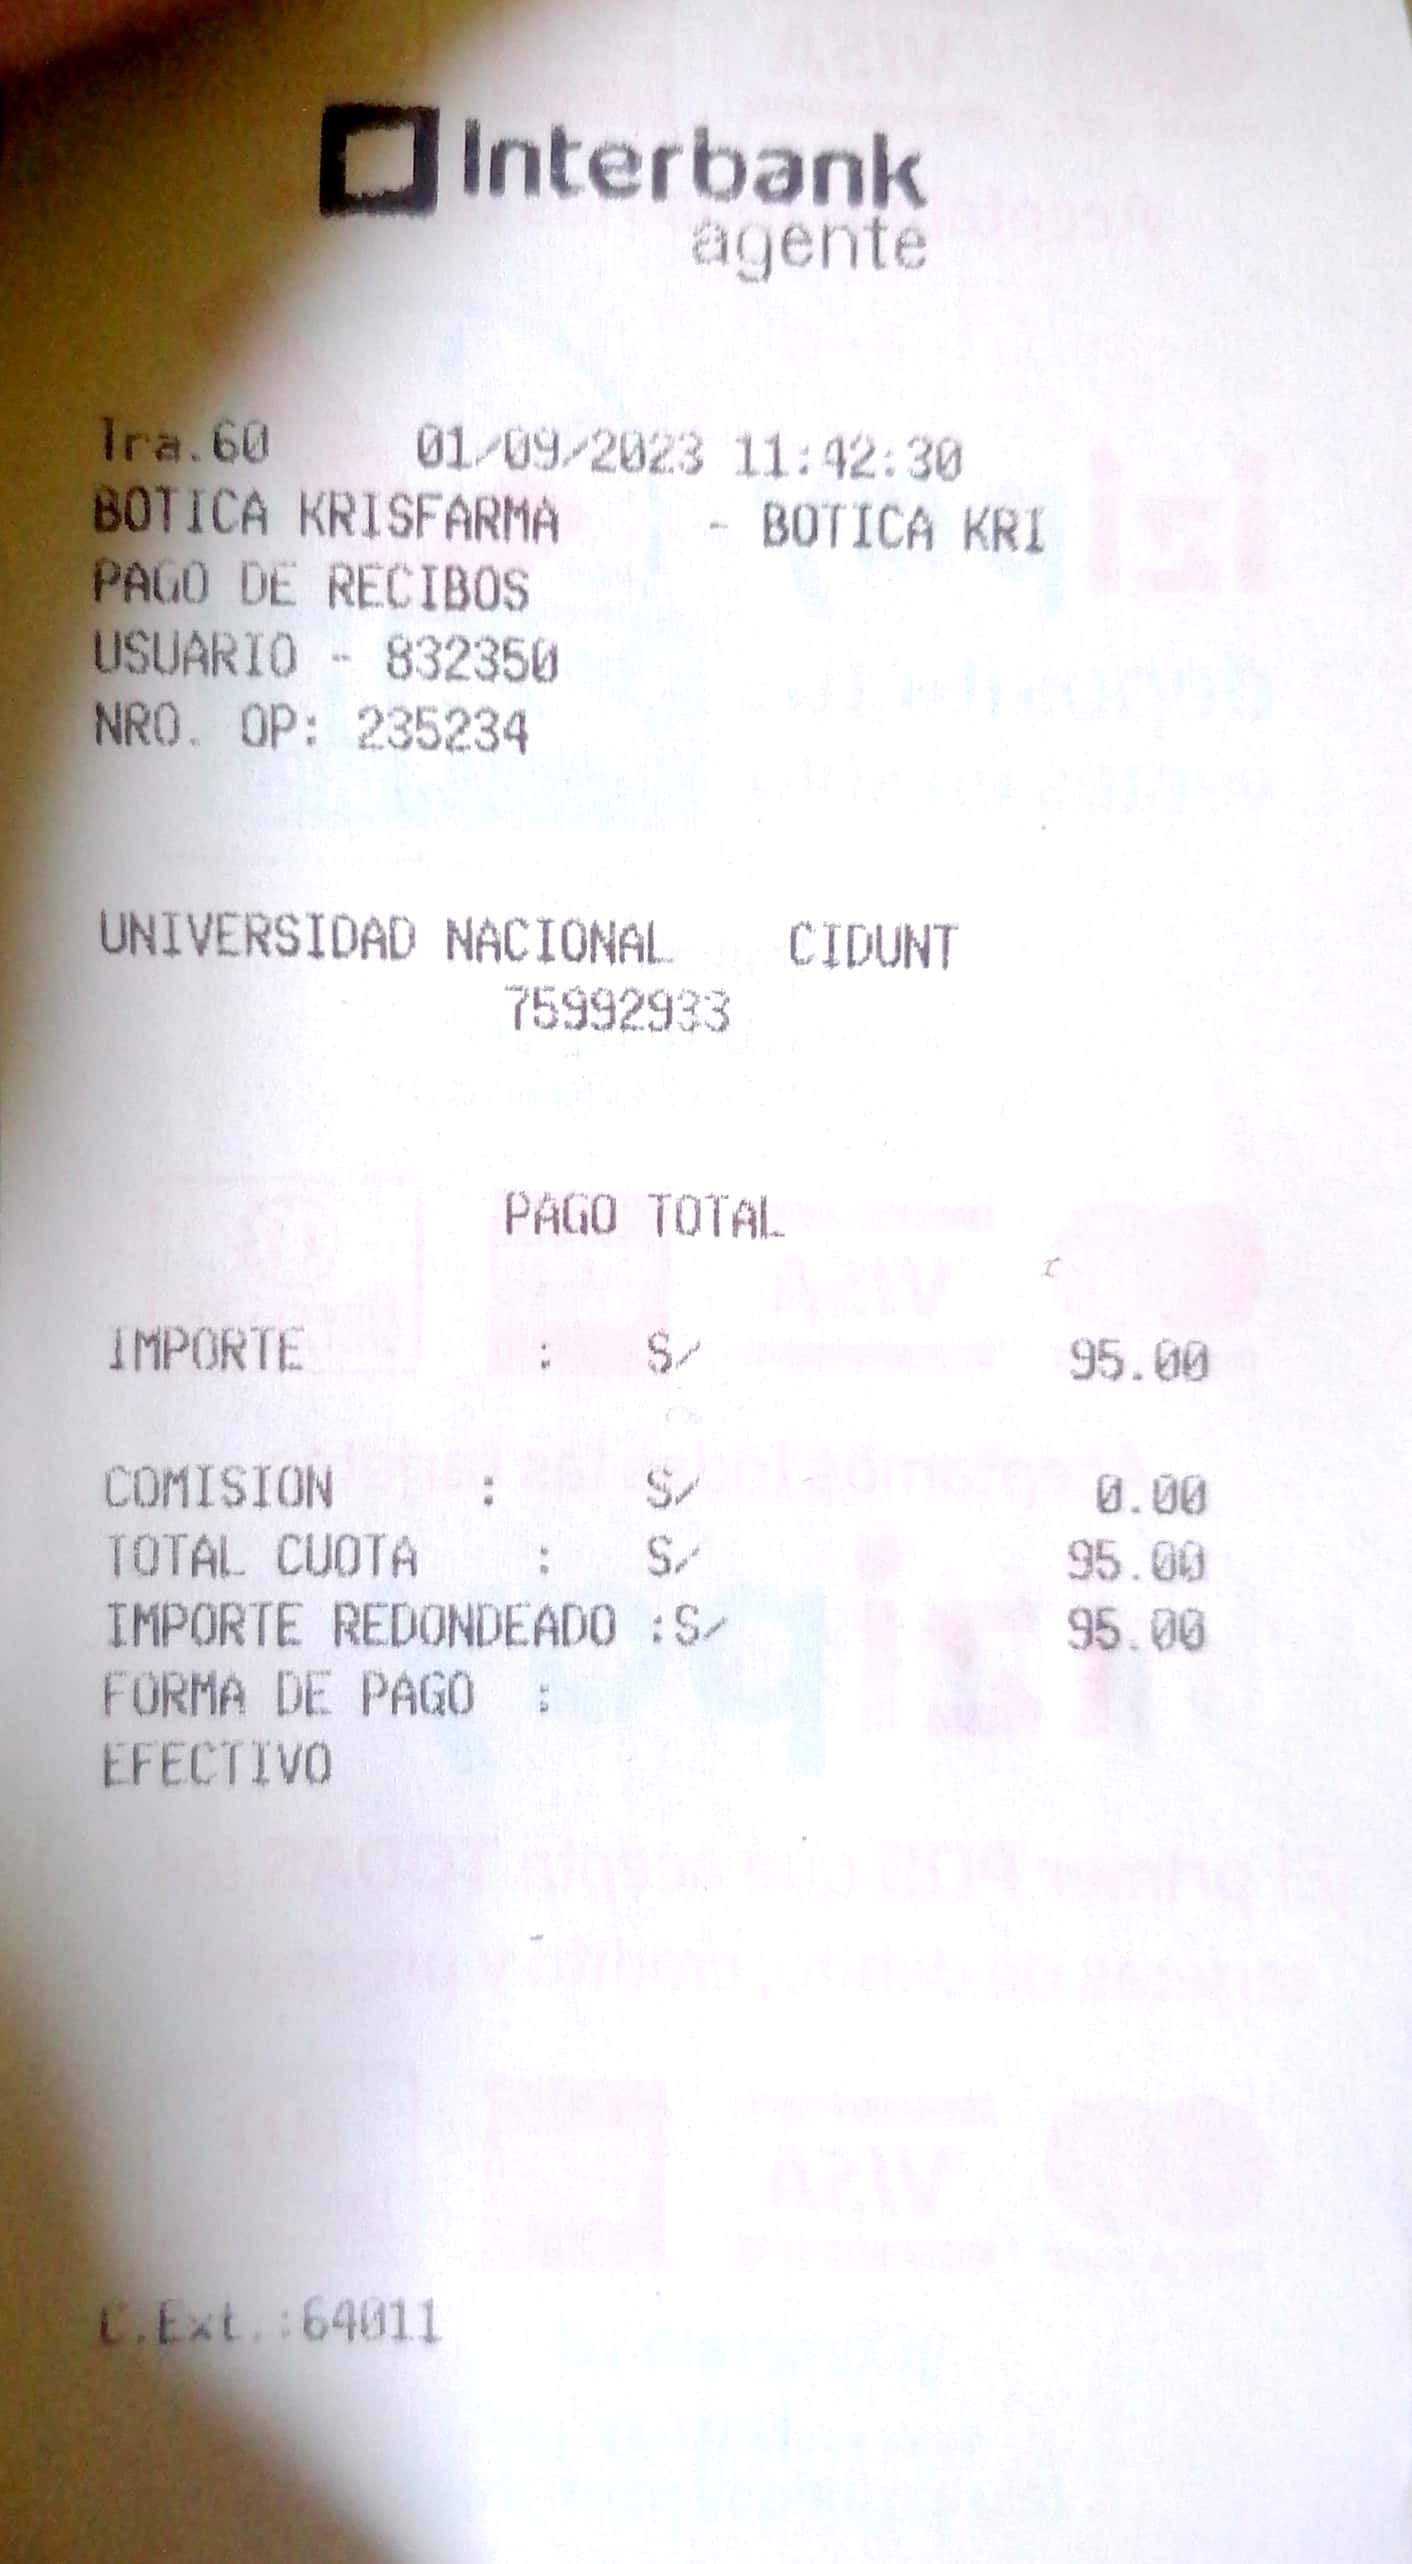 Interbank
agente
Tra.60 01/09/2023 11:42:30
BOTICA KRISFARMA - BOTICA KRI
PAGO DE RECIBOS
USUARIO - 832350
NRO. OP: 235234
UNIVERSIDAD NACIONAL CIDUNT
75992933
PAGO TOTAL
IMPORTE : S/ 95.00
COMISION : S/ 0.00
TOTAL CUOTA : S/ 95.00
IMPORTE REDONDEADO :S/ 95.00
FORMA DE PAGO :
EFECTIVO
C.Ext.:64011